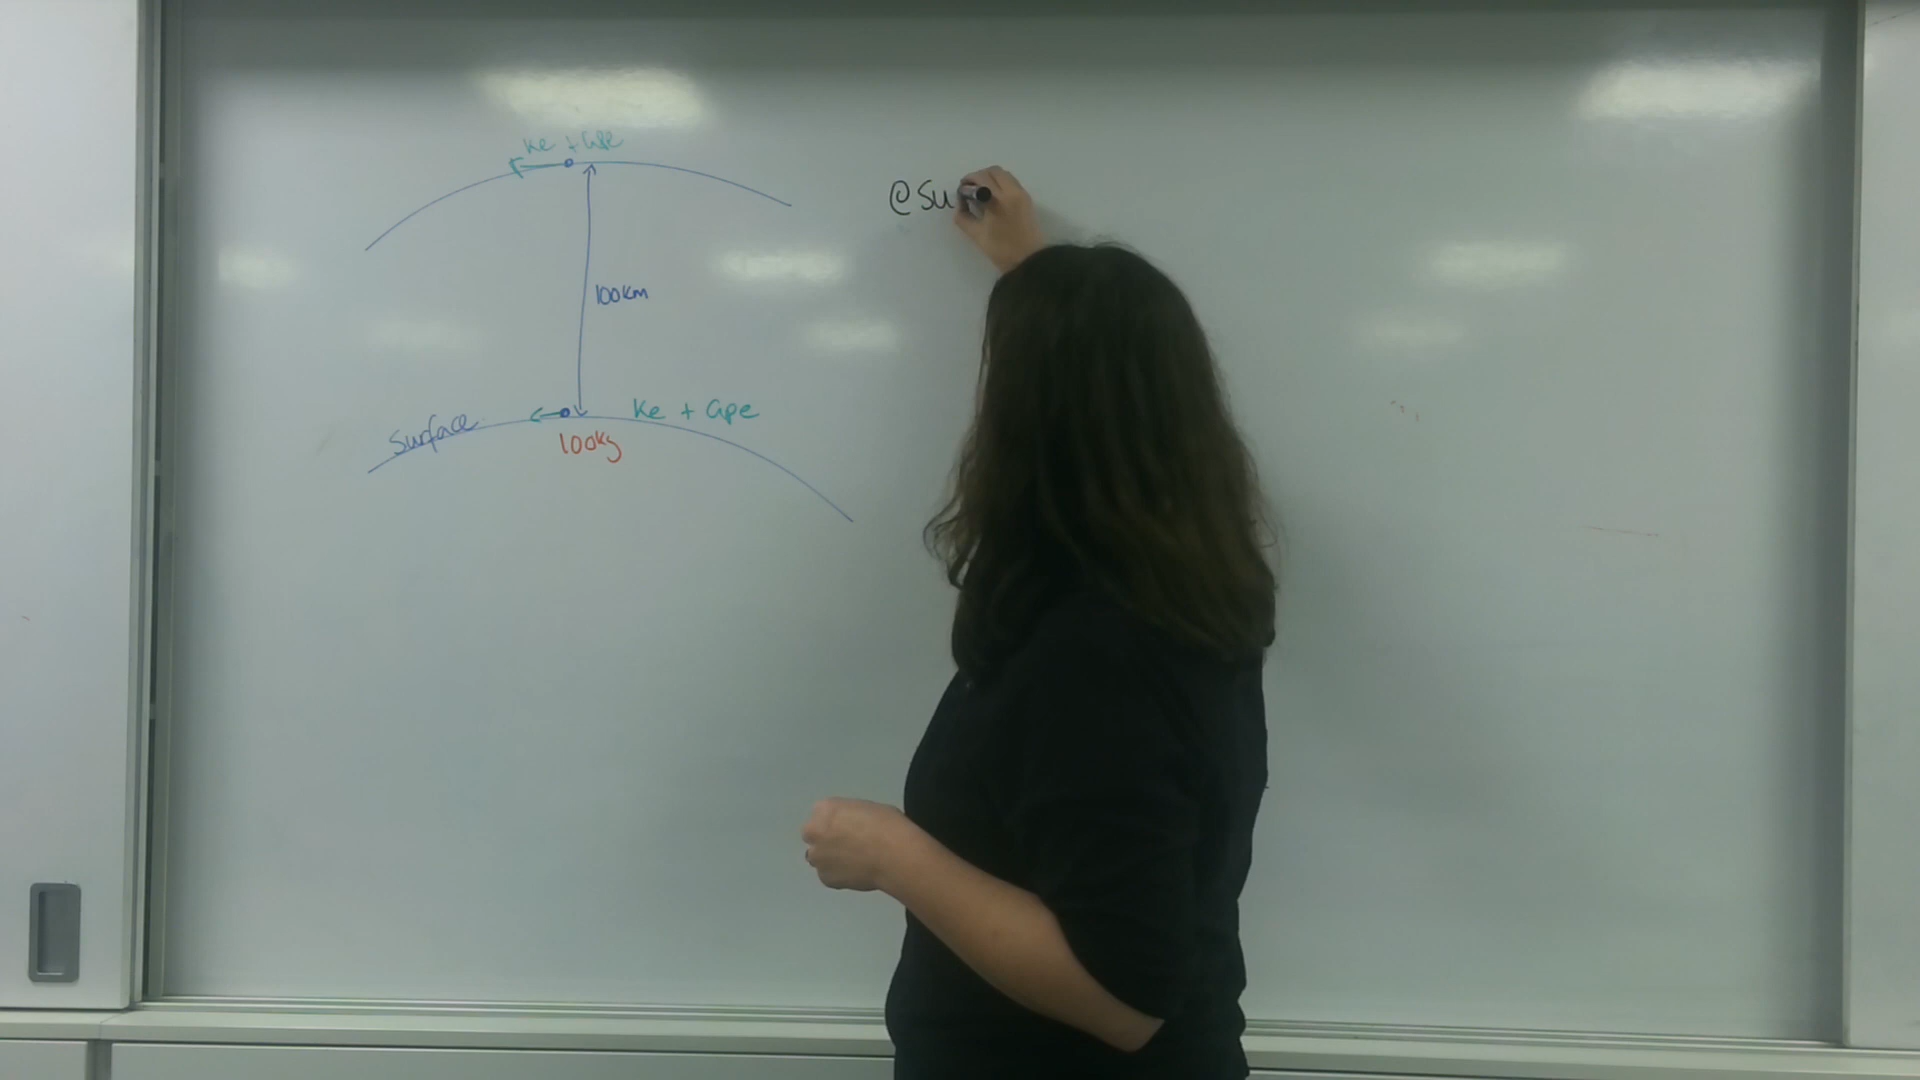 Ke + Gpe
100km
Surface
Ke + Gpe
100kg
@Su